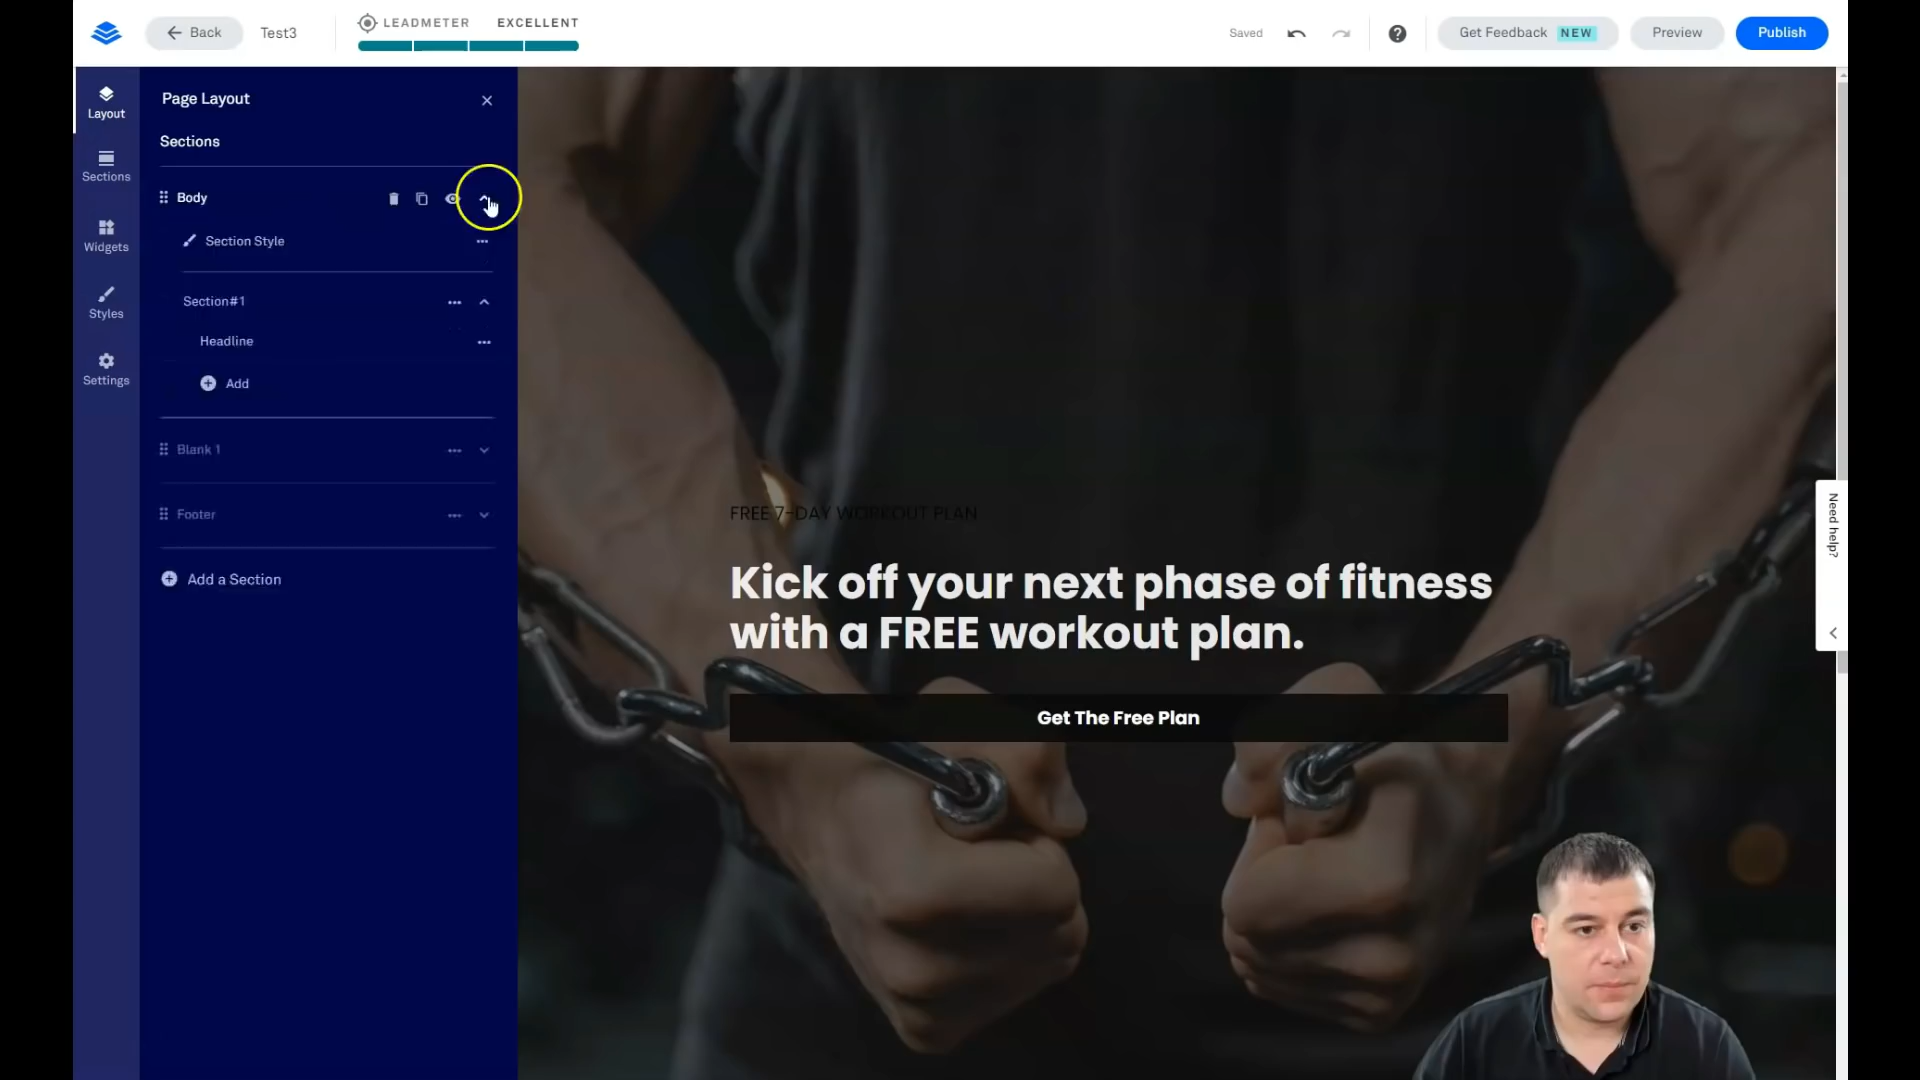 Back
Test3
LEADMETER EXCELLENT
Saved
Get Feedback NEW
Preview
Publish
Layout
Sections
Widgets
Styles
Settings
Page Layout
Sections
Body
Section Style
Section#1
Headline
Add
Blank 1
Footer
Add a Section
FREE 7-DAY WORKOUT PLAN
Kick off your next phase of fitness
with a FREE workout plan.
Get The Free Plan
Need help?